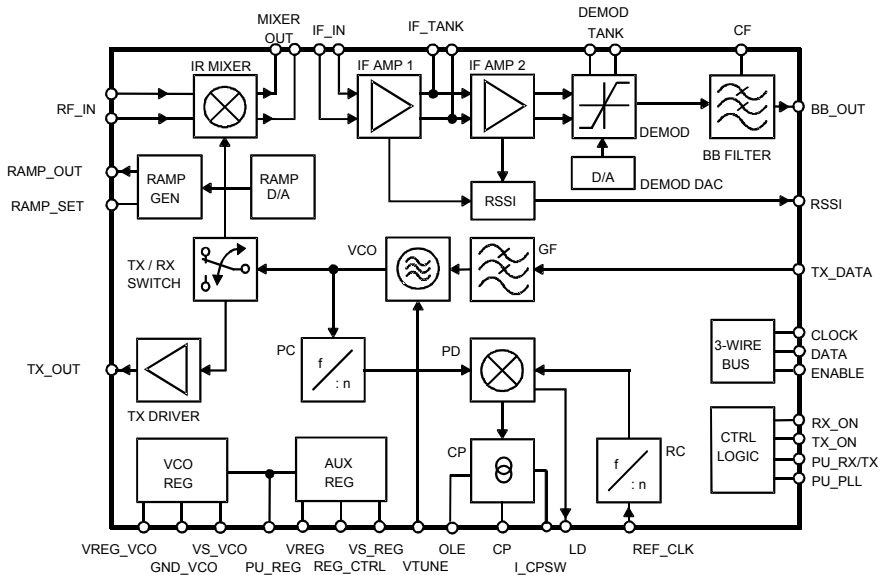 MIXER
OUT
IF_IN
IF_TANK
DEMOD
TANK
CF
IR MIXER
IF AMP 1
IF AMP 2
RF_IN
BB_OUT
DEMOD
BB FILTER
RAMP_OUT
RAMP
GEN
RAMP
D/A
D/A
DEMOD DAC
RAMP_SET
RSSI
RSSI
VCO
GF
TX / RX
SWITCH
TX_DATA
PC
PD
3-WIRE
BUS
CLOCK
DATA
ENABLE
f
: n
TX_OUT
TX DRIVER
CTRL
LOGIC
RX_ON
TX_ON
PU_RX/TX
PU_PLL
VCO
REG
AUX
REG
CP
f
: n
RC
VREG_VCO
GND_VCO
VS_VCO
PU_REG
VREG
REG_CTRL
VS_REG
VTUNE
OLE
CP
I_CPSW
LD
REF_CLK